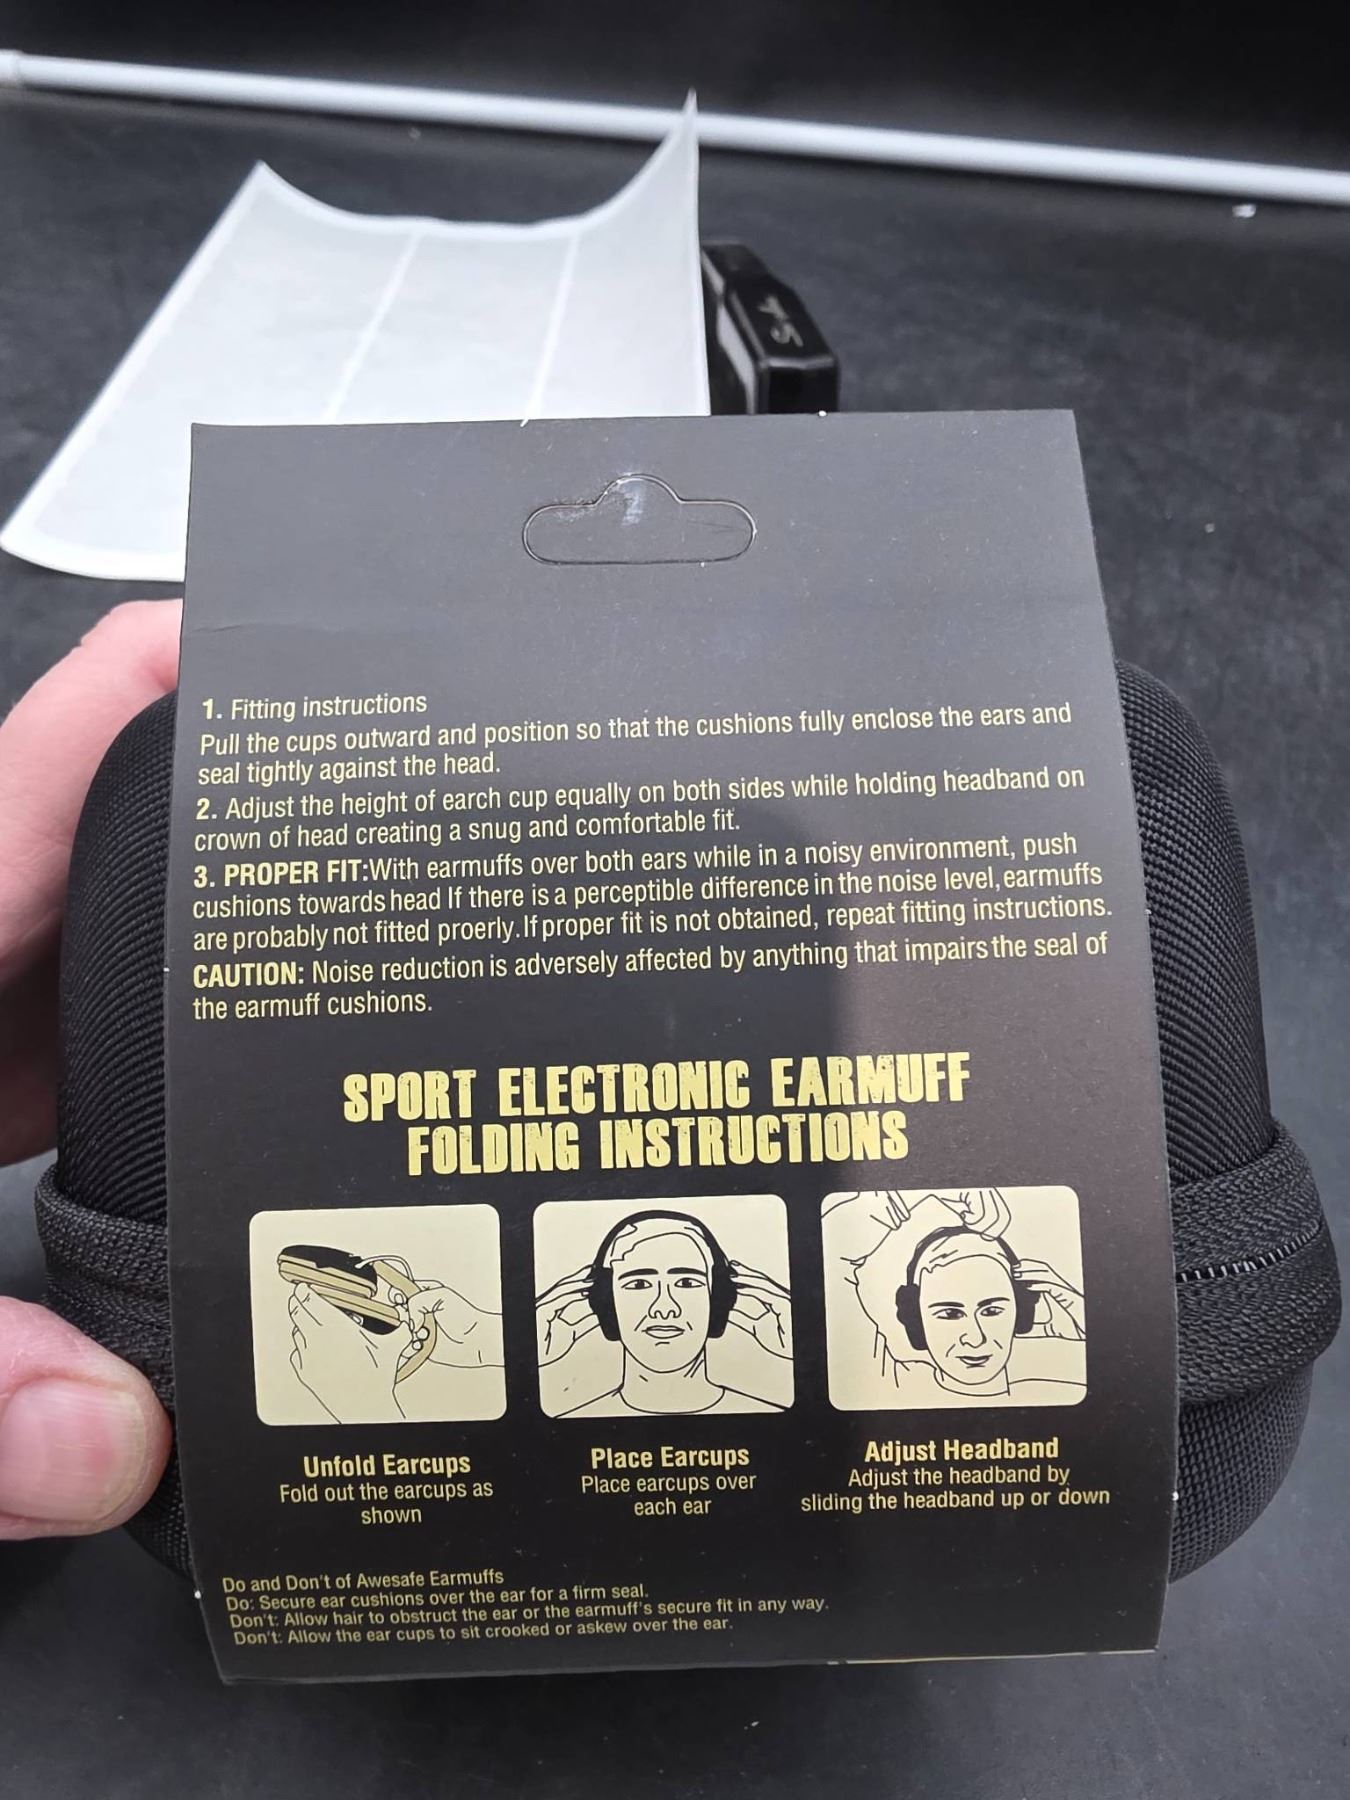 1. Fitting instructions
Pull the cups outward and position so that the cushions fully enclose the ears and
seal tightly against the head.
2. Adjust the height of earch cup equally on both sides while holding headband on
crown of head creating a snug and comfortable fit.
3. PROPER FIT:With earmuffs over both ears while in a noisy environment, push
cushions towards head If there is a perceptible difference in the noise level, earmuffs
are probably not fitted proerly. If proper fit is not obtained, repeat fitting instructions.
CAUTION: Noise reduction is adversely affected by anything that impairs the seal of
the earmuff cushions.
SPORT ELECTRONIC EARMUFF
FOLDING INSTRUCTIONS
Unfold Earcups
Fold out the earcups as
shown
Place Earcups
Place earcups over
each ear
Adjust Headband
Adjust the headband by
sliding the headband up or down
Do and Don't of Awesafe Earmuffs
Do: Secure ear cushions over the ear for a firm seal.
Don't: Allow hair to obstruct the ear or the earmuff's secure fit in any way.
Don't: Allow the ear cups to sit crooked or askew over the ear.